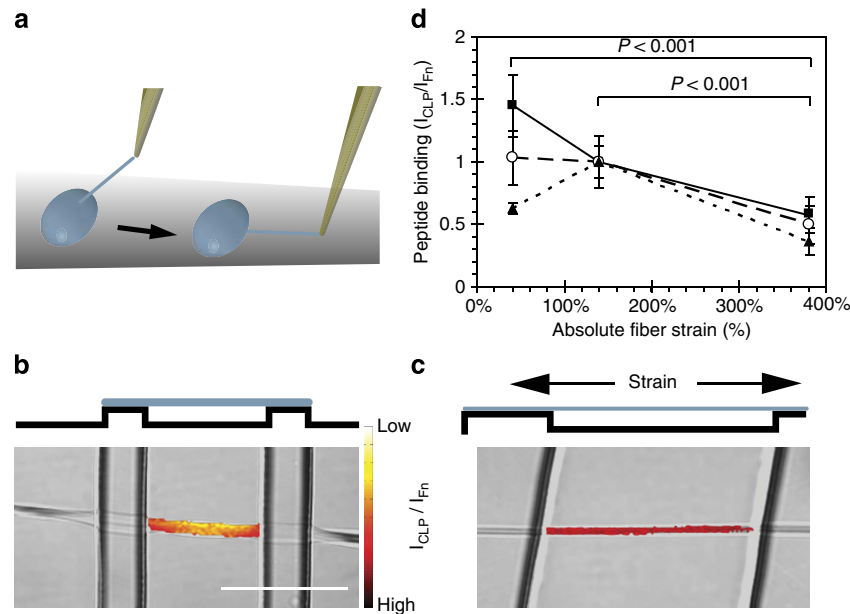 a
d
Peptide binding (I_CLP/I_Fn)
2
1.5
1
0.5
0
P < 0.001
P < 0.001
0%
100%
200%
300%
400%
Absolute fiber strain (%)
b
Low
High
I_CLP / I_Fn
c
Strain